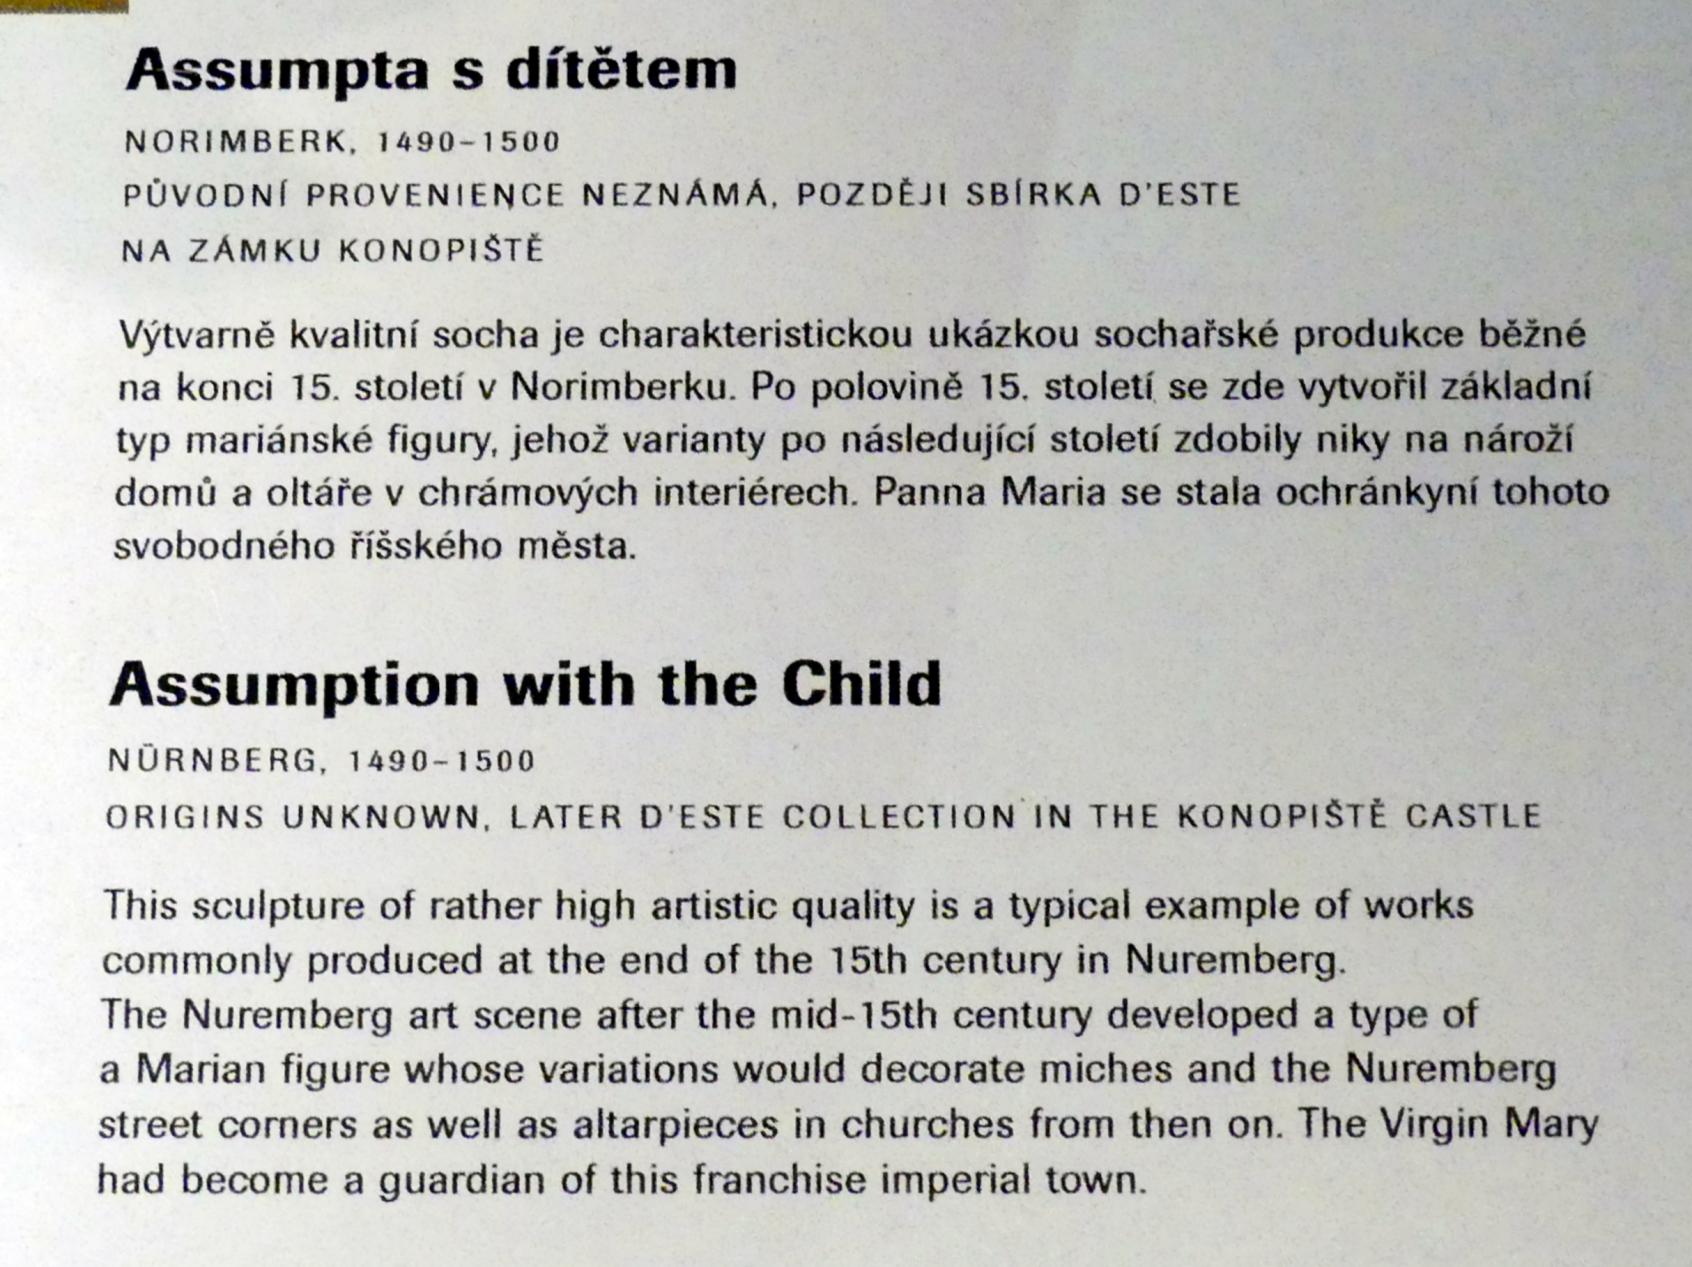 Assumpta s dítětem
NORIMBERK, 1490–1500
PŮVODNÍ PROVENIENCE NEZNÁMÁ, POZDĚJI SBÍRKA D'ESTE
NA ZÁMKU KONOPIŠTĚ
Výtvarně kvalitní socha je charakteristickou ukázkou sochařské produkce běžné
na konci 15. století v Norimberku. Po polovině 15. století se zde vytvořil základní
typ mariánské figury, jehož varianty po následující století zdobily niky na nároží
domů a oltáře v chrámových interiérech. Panna Maria se stala ochránkyní tohoto
svobodného říšského města.
Assumption with the Child
NÜRNBERG, 1490–1500
ORIGINS UNKNOWN, LATER D'ESTE COLLECTION IN THE KONOPIŠTĚ CASTLE
This sculpture of rather high artistic quality is a typical example of works
commonly produced at the end of the 15th century in Nuremberg.
The Nuremberg art scene after the mid-15th century developed a type of
a Marian figure whose variations would decorate miches and the Nuremberg
street corners as well as altarpieces in churches from then on. The Virgin Mary
had become a guardian of this franchise imperial town.